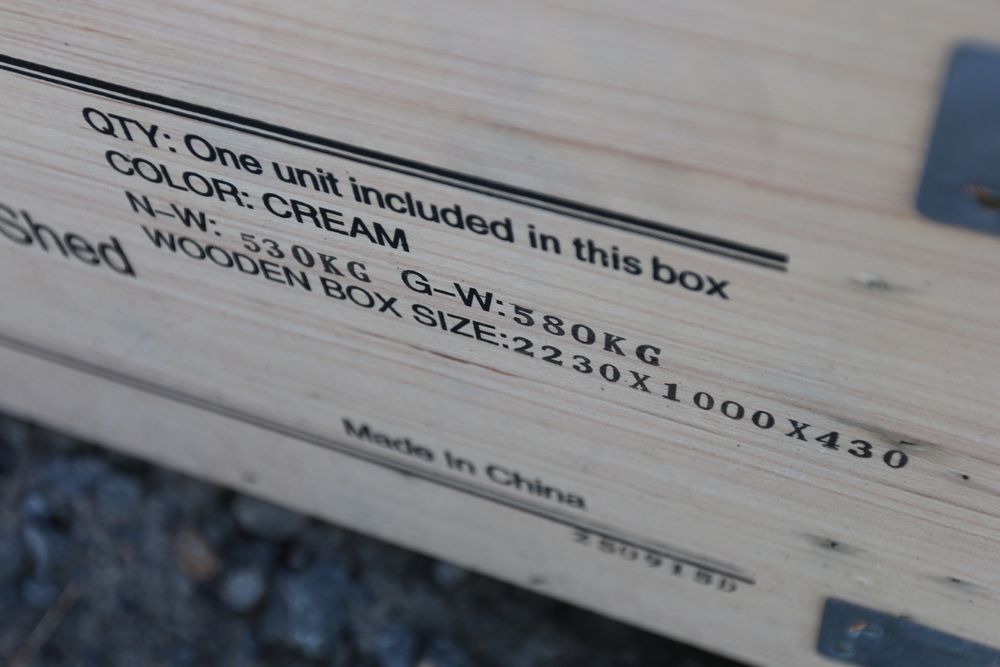 QTY: One unit included in this box
COLOR: CREAM
N-W: 530KG G-W:580KG
WOODEN BOX SIZE:2230X1000X430
Shed
Made In China